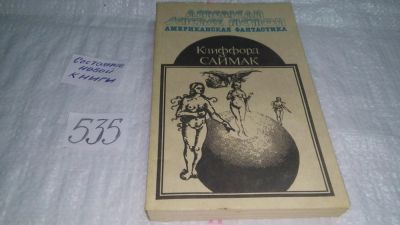 АМЕРИКАНСКАЯ ФАНТАСТИКА
Клиффорд
САЙМАК
Состояние
новой
книги
535